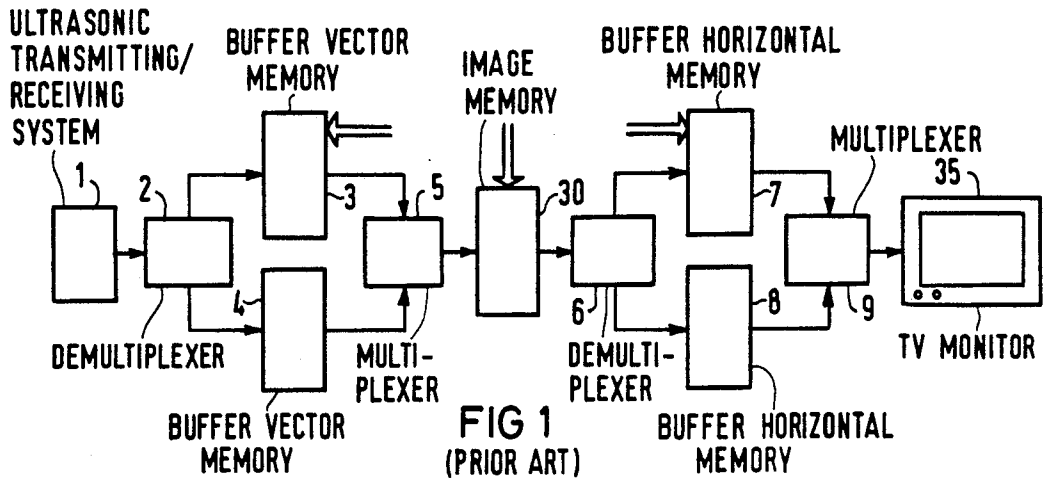 ULTRASONIC
TRANSMITTING/
RECEIVING
SYSTEM
BUFFER VECTOR
MEMORY
IMAGE
MEMORY
BUFFER HORIZONTAL
MEMORY
MULTIPLEXER
1
2
3
4
5
30
6
7
8
9
35
DEMULTIPLEXER
MULTI-
PLEXER
DEMULTI-
PLEXER
TV MONITOR
BUFFER VECTOR
MEMORY
BUFFER HORIZONTAL
MEMORY
FIG 1
(PRIOR ART)